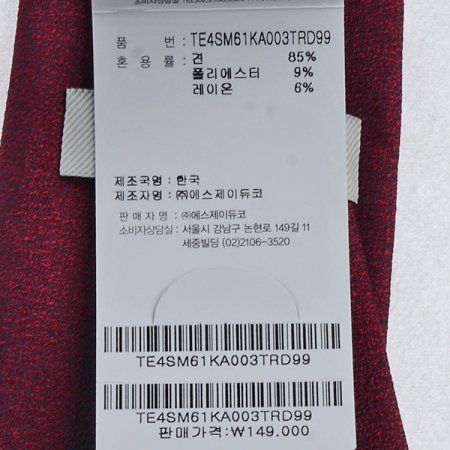 품 번 : TE4SM61KA003TRD99
혼 용 률 : 견 85%
폴리에스터 9%
레이온 6%
제조국명 : 한국
제조자명 : ㈜에스제이듀코
판 매 자 명 : ㈜에스제이듀코
소비자상담실 : 서울시 강남구 논현로 149길 11
세중빌딩 (02)2106-3520
TE4SM61KA003TRD99
TE4SM61KA003TRD99
판매가격:₩149,000